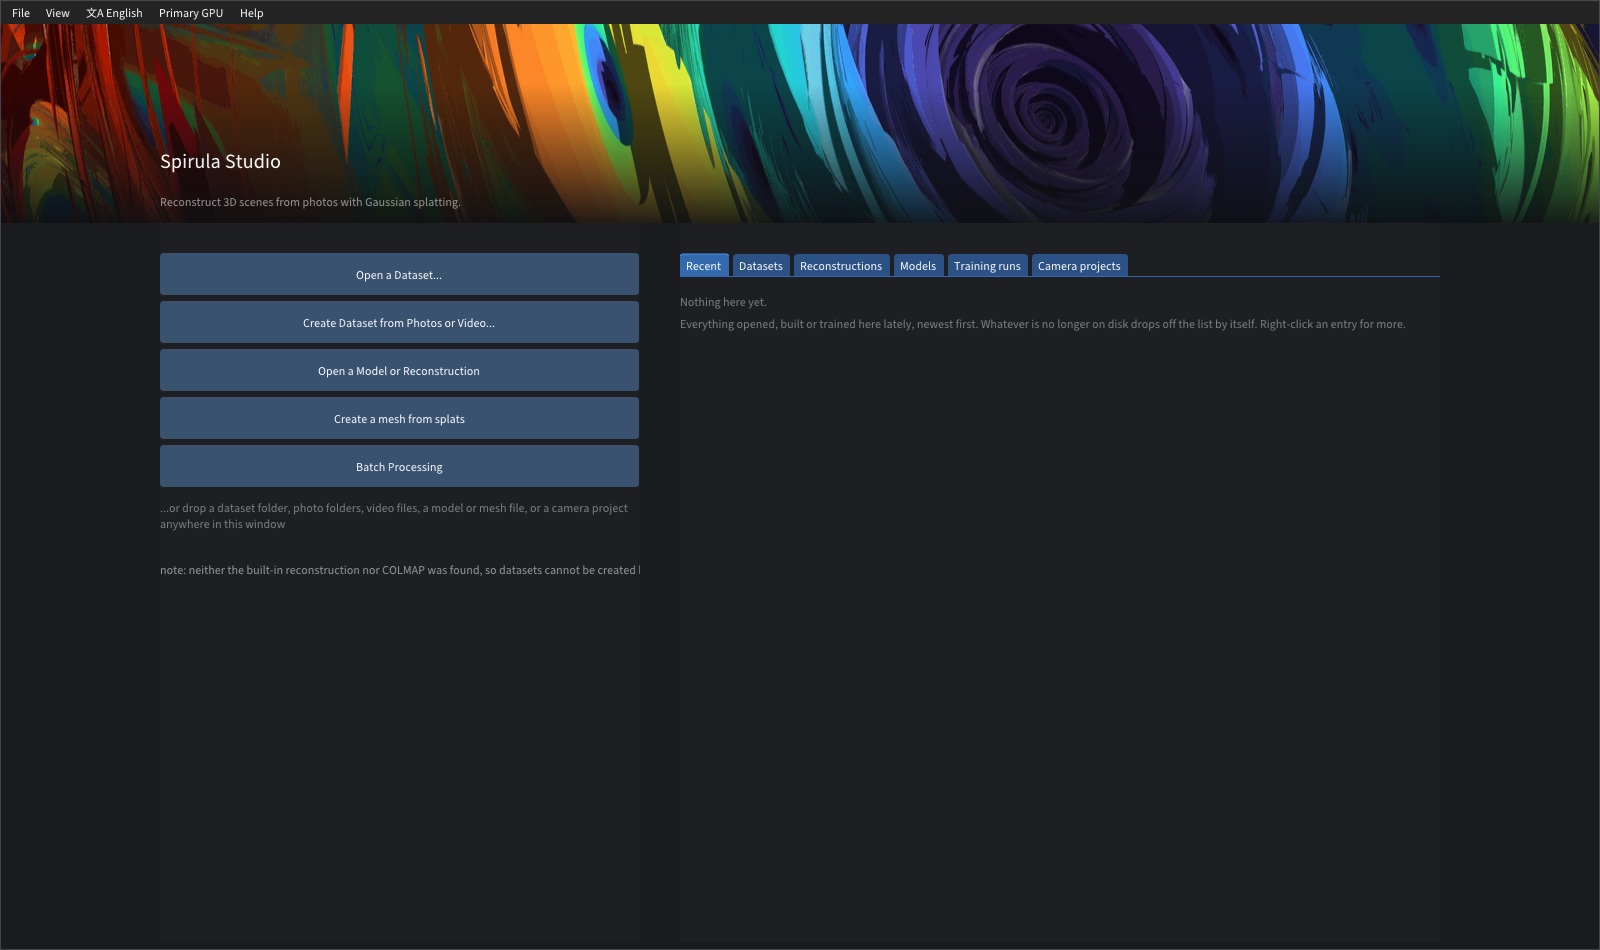 File View 文A English Primary GPU Help
Spirula Studio
Reconstruct 3D scenes from photos with Gaussian splatting.
Open a Dataset...
Create Dataset from Photos or Video...
Open a Model or Reconstruction
Create a mesh from splats
Batch Processing
...or drop a dataset folder, photo folders, video files, a model or mesh file, or a camera project
anywhere in this window
note: neither the built-in reconstruction nor COLMAP was found, so datasets cannot be created
Recent Datasets Reconstructions Models Training runs Camera projects
Nothing here yet.
Everything opened, built or trained here lately, newest first. Whatever is no longer on disk drops off the list by itself. Right-click an entry for more.